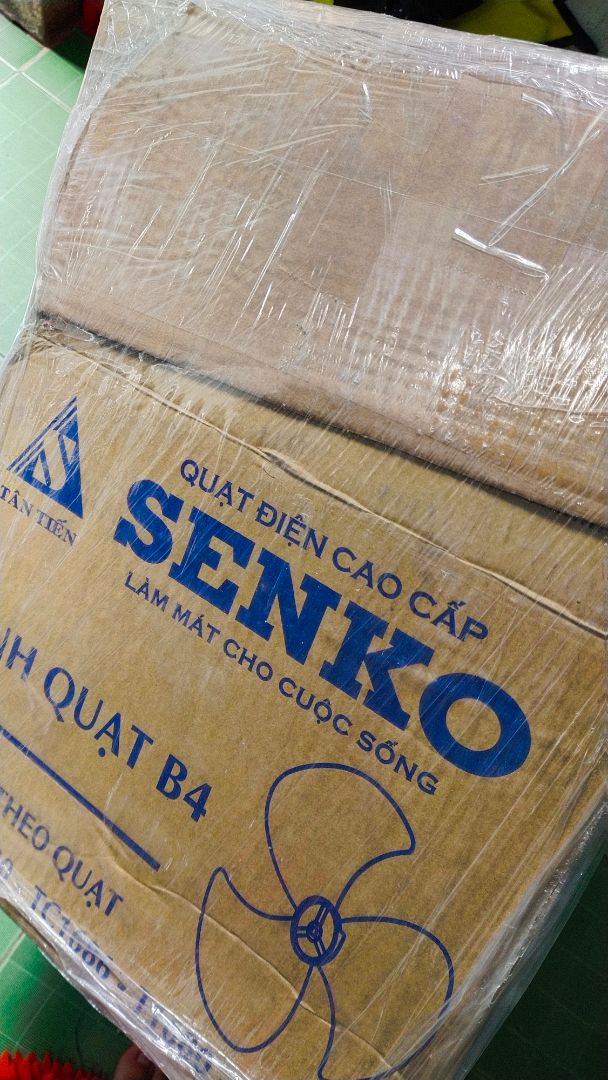 TÂN TIẾN
QUẠT ĐIỆN CAO CẤP
SENKO
LÀM MÁT CHO CUỘC SỐNG
QUẠT B4
THEO QUẠT